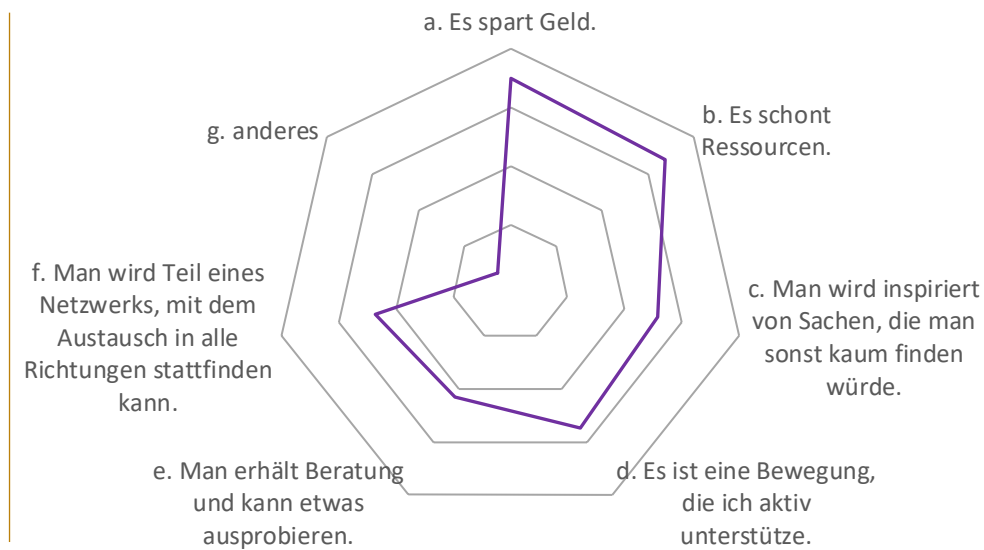 a. Es spart Geld.
b. Es schont
Ressourcen.
c. Man wird inspiriert
von Sachen, die man
sonst kaum finden
würde.
d. Es ist eine Bewegung,
die ich aktiv
unterstütze.
e. Man erhält Beratung
und kann etwas
ausprobieren.
f. Man wird Teil eines
Netzwerks, mit dem
Austausch in alle
Richtungen stattfinden
kann.
g. anderes